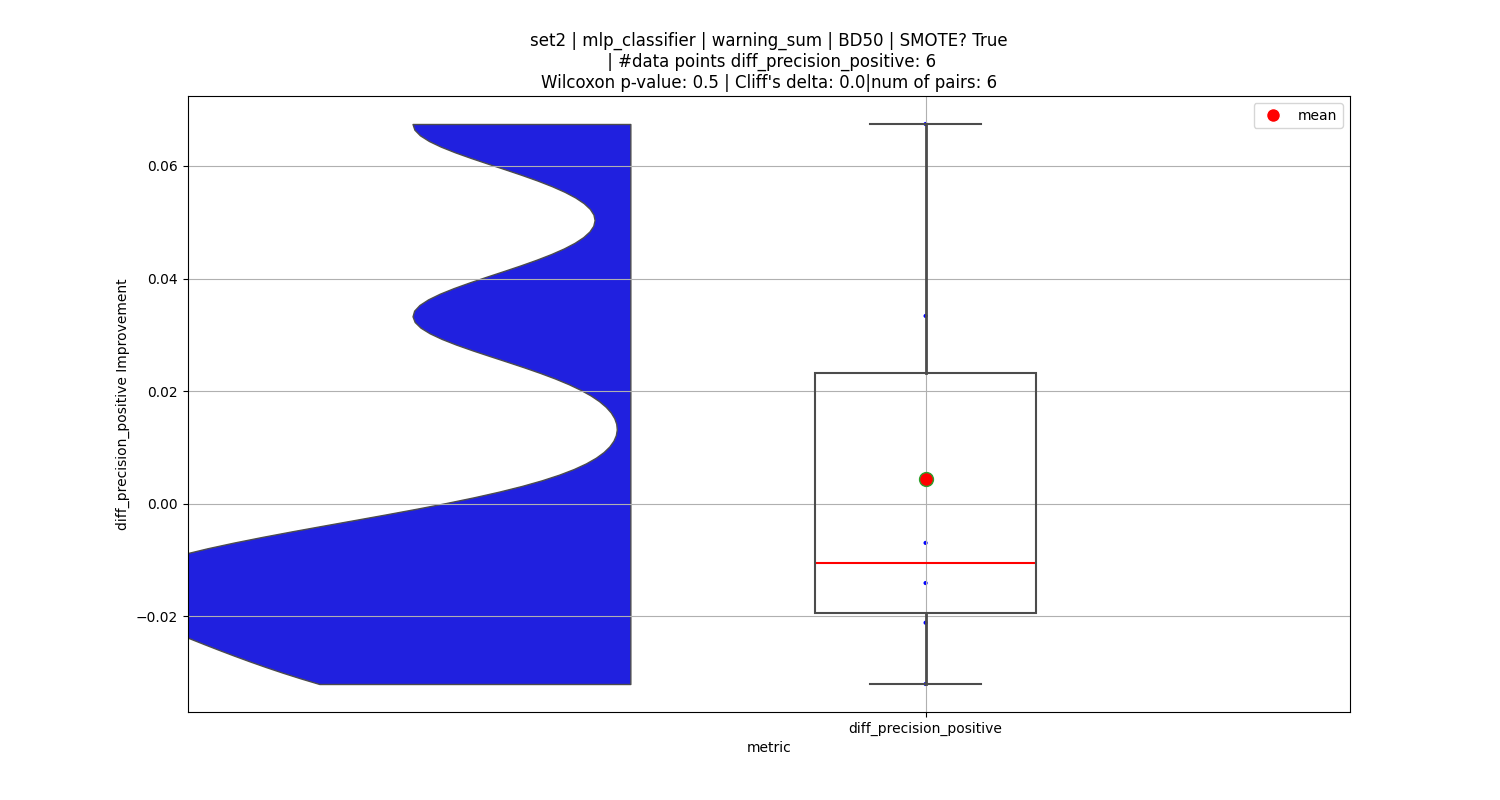 set2 | mlp_classifier | warning_sum | BD50 | SMOTE? True
| #data points diff_precision_positive: 6
Wilcoxon p-value: 0.5 | Cliff's delta: 0.0|num of pairs: 6
mean
0.06
0.04
0.02
0.00
−0.02
diff_precision_positive Improvement
diff_precision_positive
metric